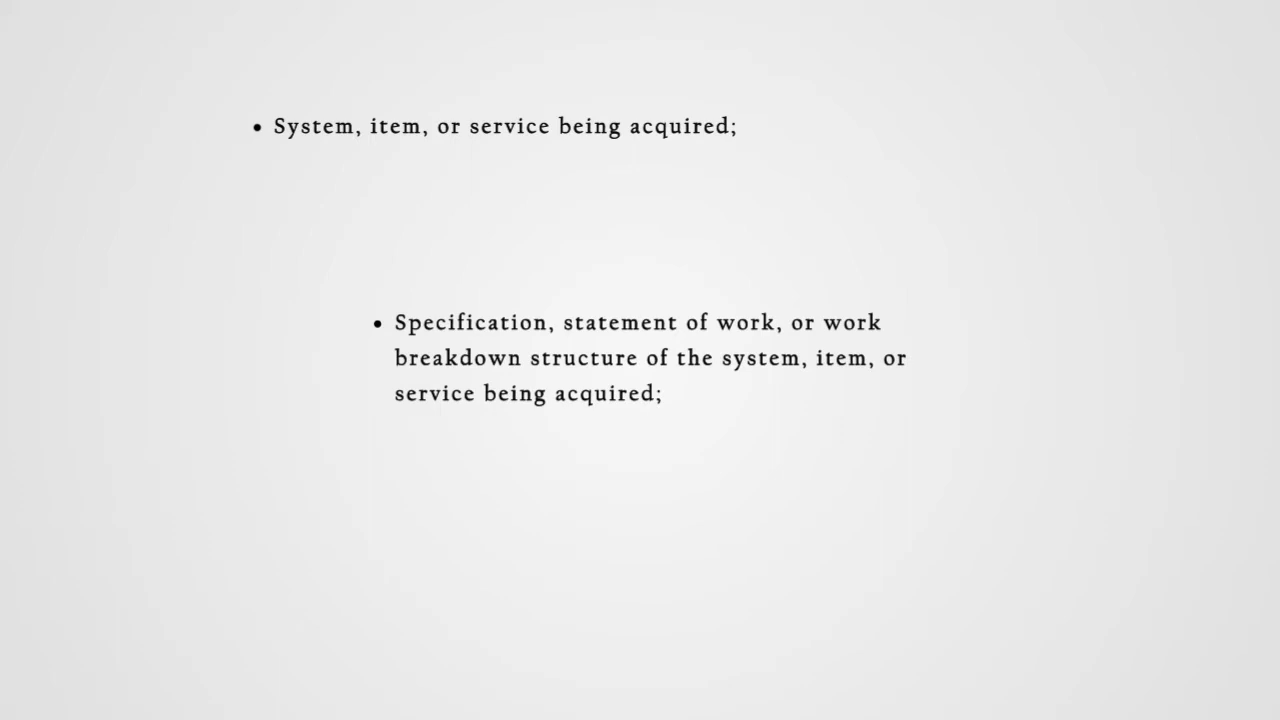 • System, item, or service being acquired;
• Specification, statement of work, or work
breakdown structure of the system, item, or
service being acquired;